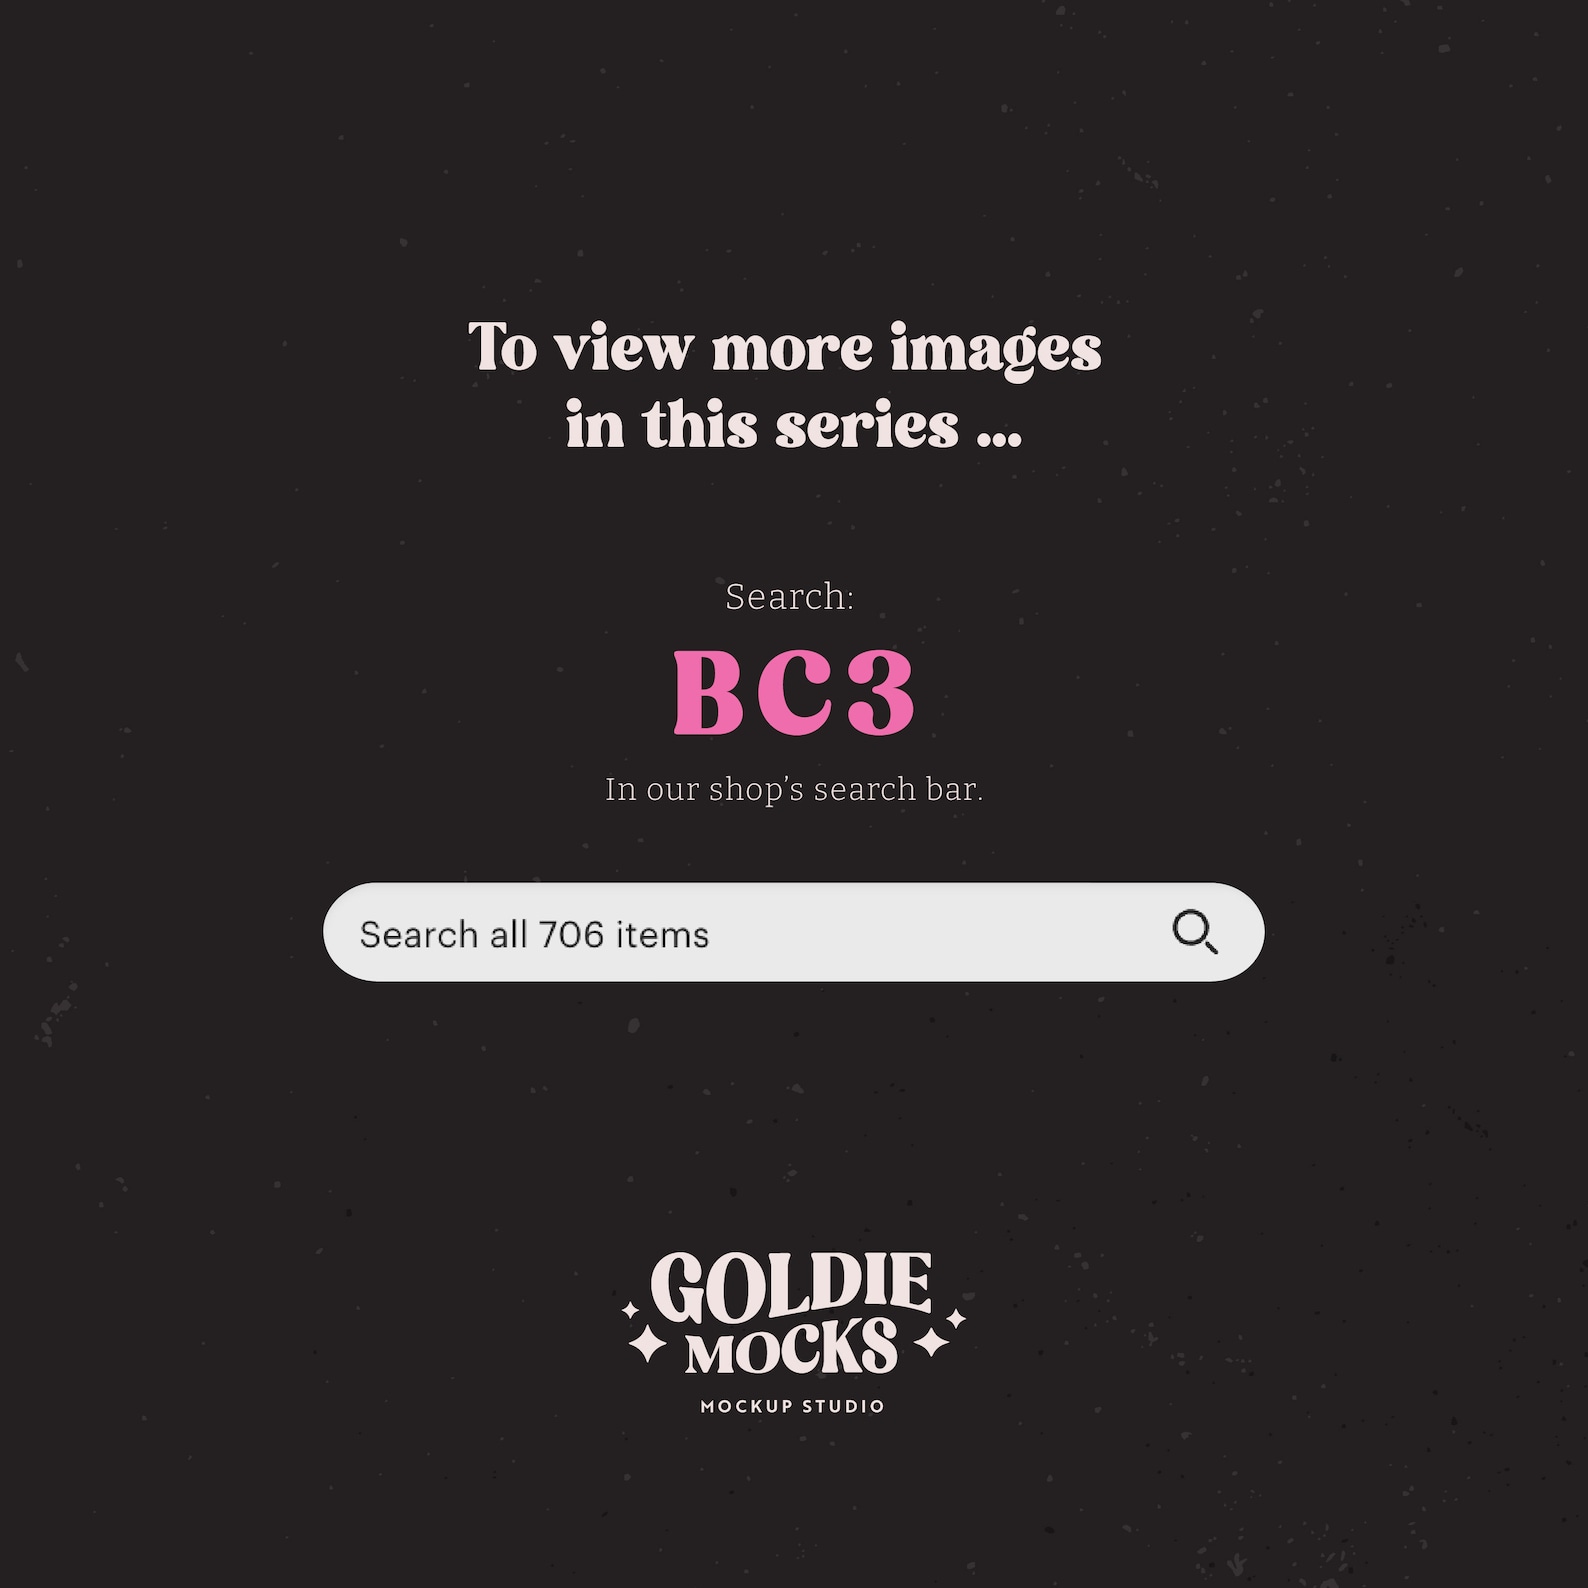 To view more images
in this series ...
Search:
BC3
In our shop’s search bar.
Search all 706 items
GOLDIE
MOCKS
MOCKUP STUDIO